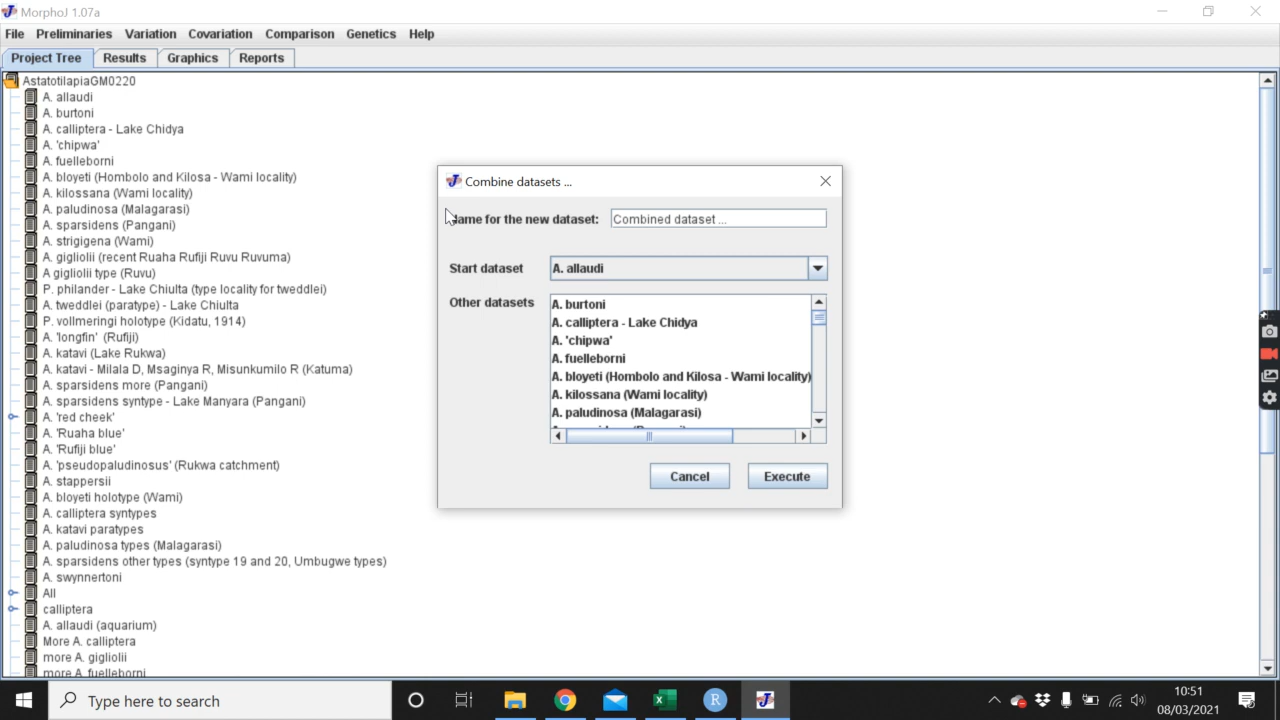 MorphoJ 1.07a
File Preliminaries Variation Covariation Comparison Genetics Help
Project Tree Results Graphics Reports
AstatotilapiaGM0220
A. allaudi
A. burtoni
A. calliptera - Lake Chidya
A. 'chipwa'
A. fuelleborni
A. bloyeti (Hombolo and Kilosa - Wami locality)
A. kilossana (Wami locality)
A. paludinosa (Malagarasi)
A. sparsidens (Pangani)
A. strigigena (Wami)
A. gigliolii (recent Ruaha Rufiji Ruvu Ruvuma)
A gigliolii type (Ruvu)
P. philander - Lake Chiulta (type locality for tweddlei)
A. tweddlei (paratype) - Lake Chiulta
P. vollmeringi holotype (Kidatu, 1914)
A. 'longfin' (Rufiji)
A. katavi (Lake Rukwa)
A. katavi - Milala D, Msaginya R, Misunkumilo R (Katuma)
A. sparsidens more (Pangani)
A. sparsidens syntype - Lake Manyara (Pangani)
A. 'red cheek'
A. 'Ruaha blue'
A. 'Rufiji blue'
A. 'pseudopaludinosus' (Rukwa catchment)
A. stappersii
A. bloyeti holotype (Wami)
A. calliptera syntypes
A. katavi paratypes
A. paludinosa types (Malagarasi)
A. sparsidens other types (syntype 19 and 20, Umbugwe types)
A. swynnertoni
All
calliptera
A. allaudi (aquarium)
More A. calliptera
more A. gigliolii
more A. fuelleborni
Combine datasets ...
Name for the new dataset: Combined dataset ...
Start dataset A. allaudi
Other datasets
A. burtoni
A. calliptera - Lake Chidya
A. 'chipwa'
A. fuelleborni
A. bloyeti (Hombolo and Kilosa - Wami locality)
A. kilossana (Wami locality)
A. paludinosa (Malagarasi)
Cancel Execute
Type here to search
10:51
08/03/2021